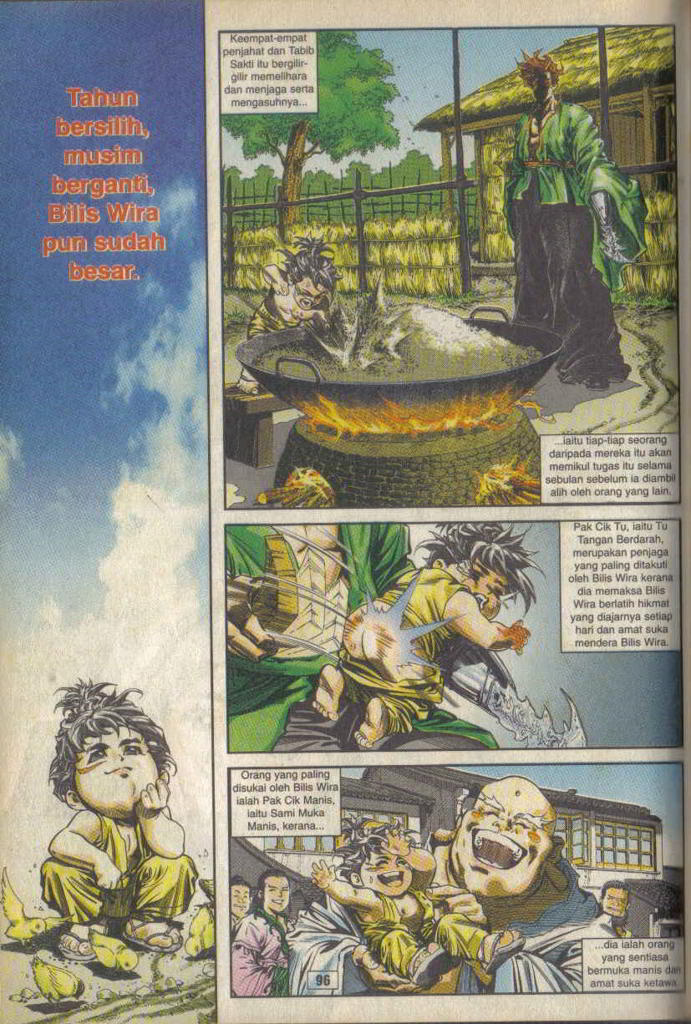 Tahun
bersilih,
musim
berganti,
Bilis Wira
pun sudah
besar.
Keempat-empat
penjahat dan Tabib
Sakti itu bergilir-
gilir memelihara
dan menjaga serta
mengasuhnya...
...iaitu tiap-tiap seorang
daripada mereka itu akan
memikul tugas itu selama
sebulan sebelum ia diambil
alih oleh orang yang lain.
Pak Cik Tu, iaitu Tu
Tangan Berdarah,
merupakan penjaga
yang paling ditakuti
oleh Bilis Wira kerana
dia memaksa Bilis
Wira berlatih hikmat
yang diajarnya setiap
hari dan amat suka
mendera Bilis Wira.
Orang yang paling
disukai oleh Bilis Wira
ialah Pak Cik Manis,
iaitu Sami Muka
Manis, kerana...
...dia ialah orang
yang sentiasa
bermuka manis dan
amat suka ketawa.
96